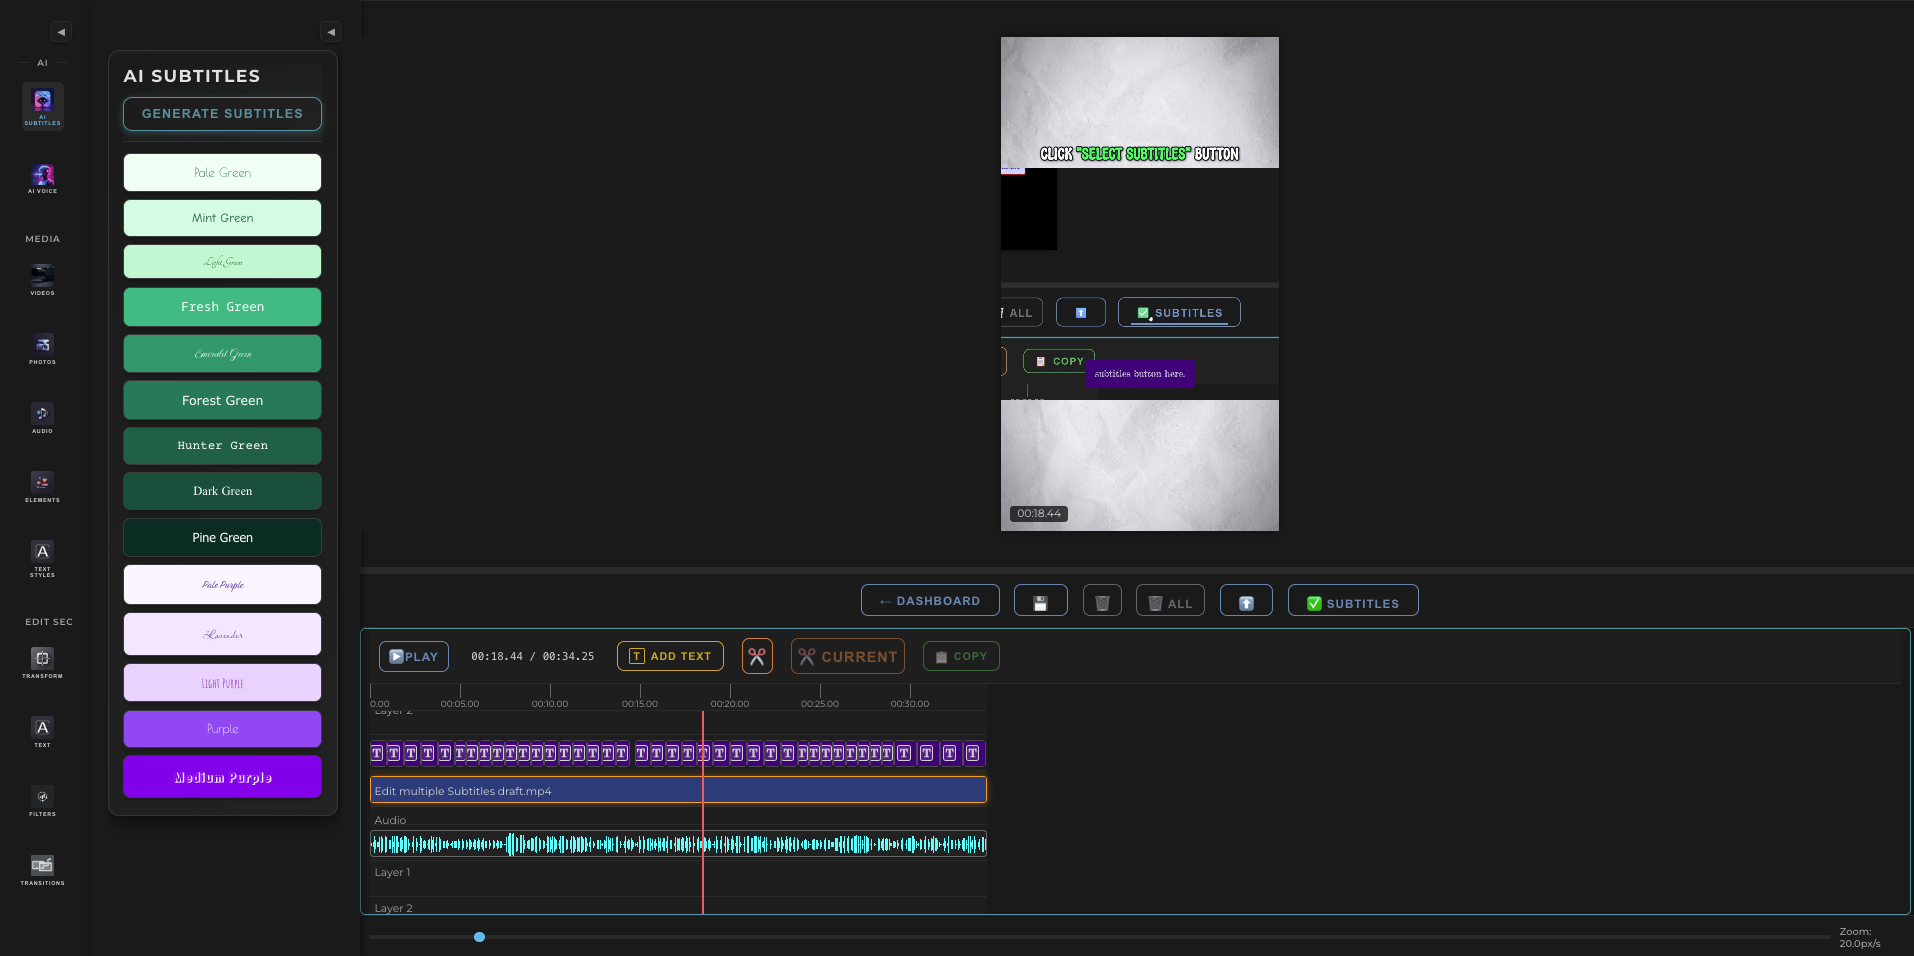 ◀
AI
AI
SUBTITLES
AI VOICE
MEDIA
VIDEOS
PHOTOS
AUDIO
ELEMENTS
TEXT
STYLES
EDIT SEC
TRANSFORM
TEXT
FILTERS
TRANSITIONS
◀
AI SUBTITLES
GENERATE SUBTITLES
Pale Green
Mint Green
Light Green
Fresh Green
Emerald Green
Forest Green
Hunter Green
Dark Green
Pine Green
Pale Purple
Lavender
Light Purple
Purple
Medium Purple
CLICK "SELECT SUBTITLES" BUTTON
ALL
SUBTITLES
COPY
subtitles button here.
00:18.44
← DASHBOARD
ALL
SUBTITLES
PLAY
00:18.44 / 00:34.25
T ADD TEXT
CURRENT
COPY
0.00 00:05.00 00:10.00 00:15.00 00:20.00 00:25.00 00:30.00
Layer 2
T T T T T T T T T T T T T T T T T T T T T T T T T T T T T T T T T T T T T T T T
Edit multiple Subtitles draft.mp4
Audio
Layer 1
Layer 2
Zoom:
20.0px/s